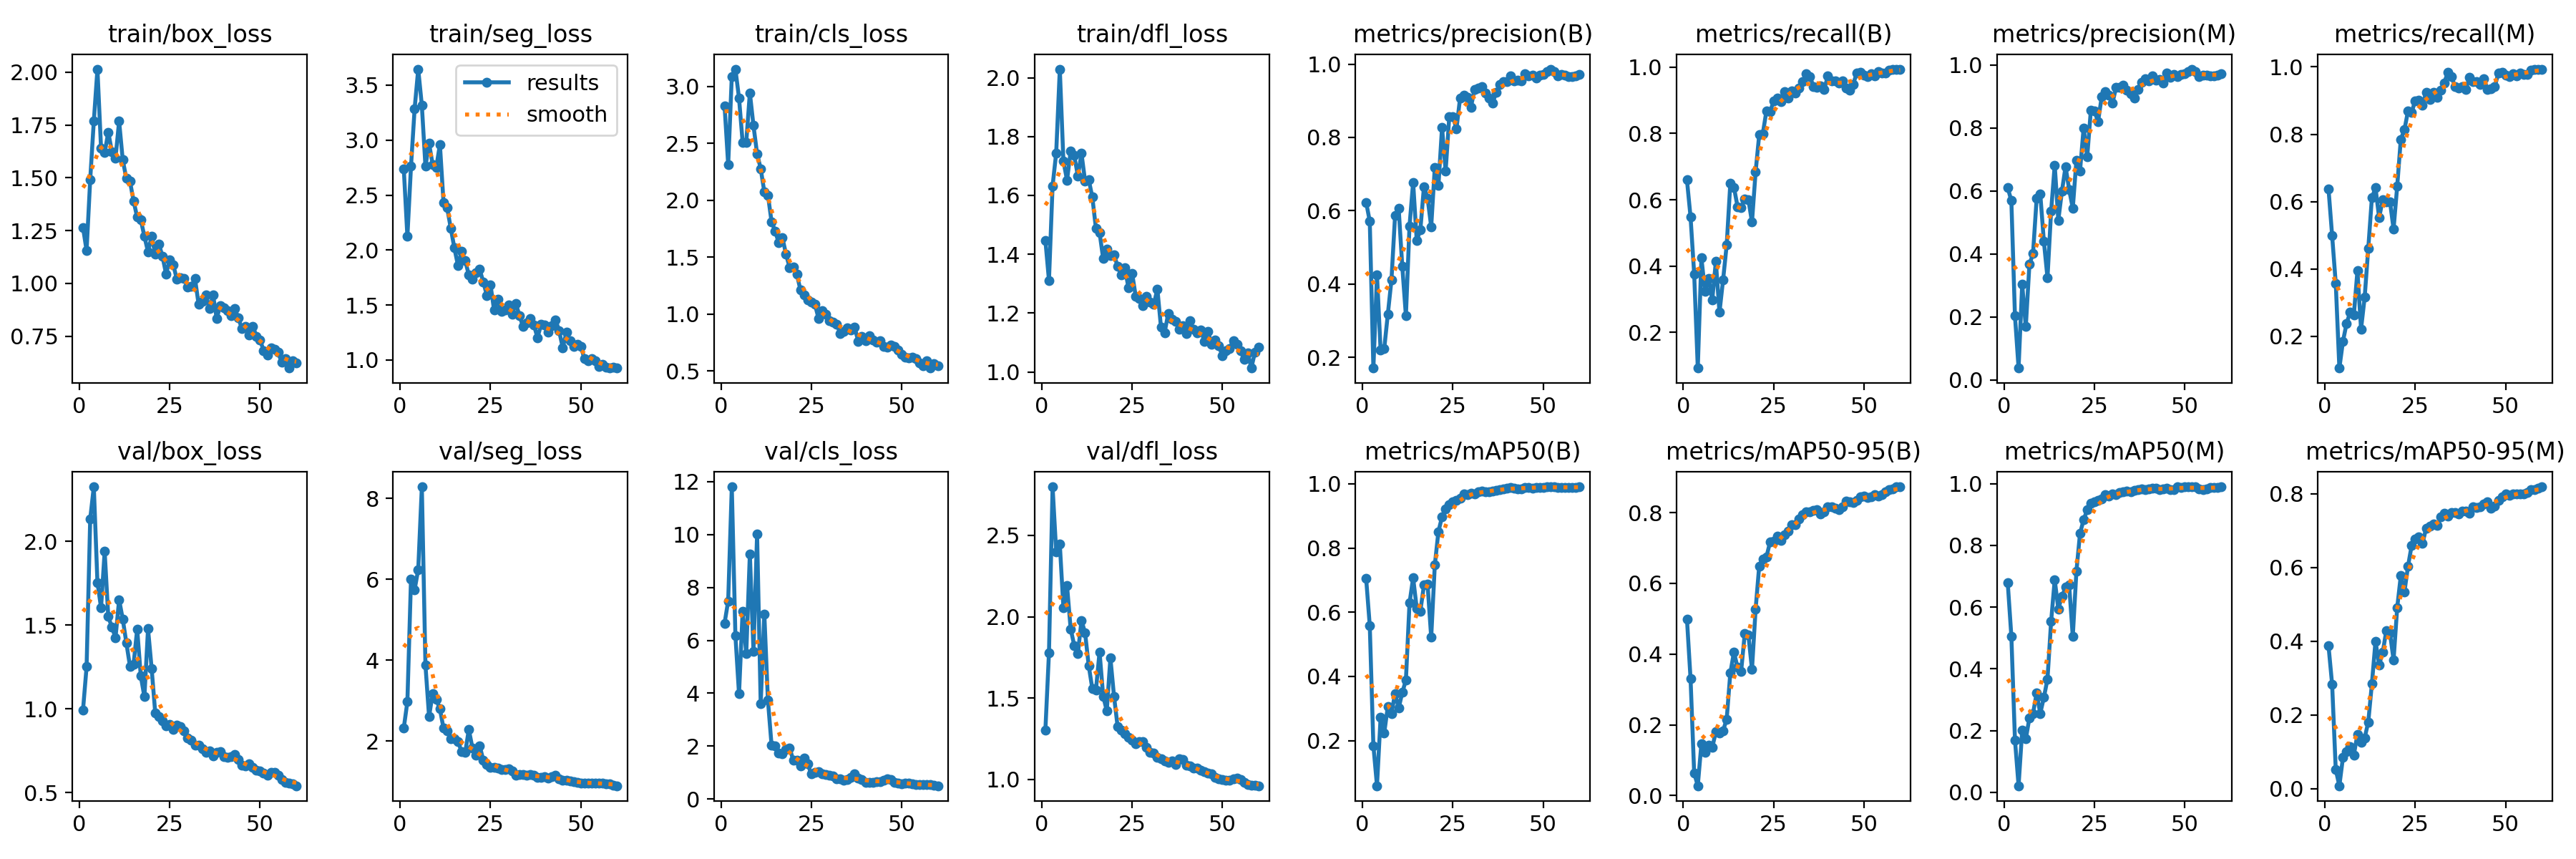 train/box_loss
2.00
1.75
1.50
1.25
1.00
0.75
0 25 50
train/seg_loss
results
smooth
3.5
3.0
2.5
2.0
1.5
1.0
0 25 50
train/cls_loss
3.0
2.5
2.0
1.5
1.0
0.5
0 25 50
train/dfl_loss
2.0
1.8
1.6
1.4
1.2
1.0
0 25 50
metrics/precision(B)
1.0
0.8
0.6
0.4
0.2
0 25 50
metrics/recall(B)
1.0
0.8
0.6
0.4
0.2
0 25 50
metrics/precision(M)
1.0
0.8
0.6
0.4
0.2
0.0
0 25 50
metrics/recall(M)
1.0
0.8
0.6
0.4
0.2
0 25 50
val/box_loss
2.0
1.5
1.0
0.5
0 25 50
val/seg_loss
8
6
4
2
0 25 50
val/cls_loss
12
10
8
6
4
2
0
0 25 50
val/dfl_loss
2.5
2.0
1.5
1.0
0 25 50
metrics/mAP50(B)
1.0
0.8
0.6
0.4
0.2
0 25 50
metrics/mAP50-95(B)
0.8
0.6
0.4
0.2
0.0
0 25 50
metrics/mAP50(M)
1.0
0.8
0.6
0.4
0.2
0.0
0 25 50
metrics/mAP50-95(M)
0.8
0.6
0.4
0.2
0.0
0 25 50